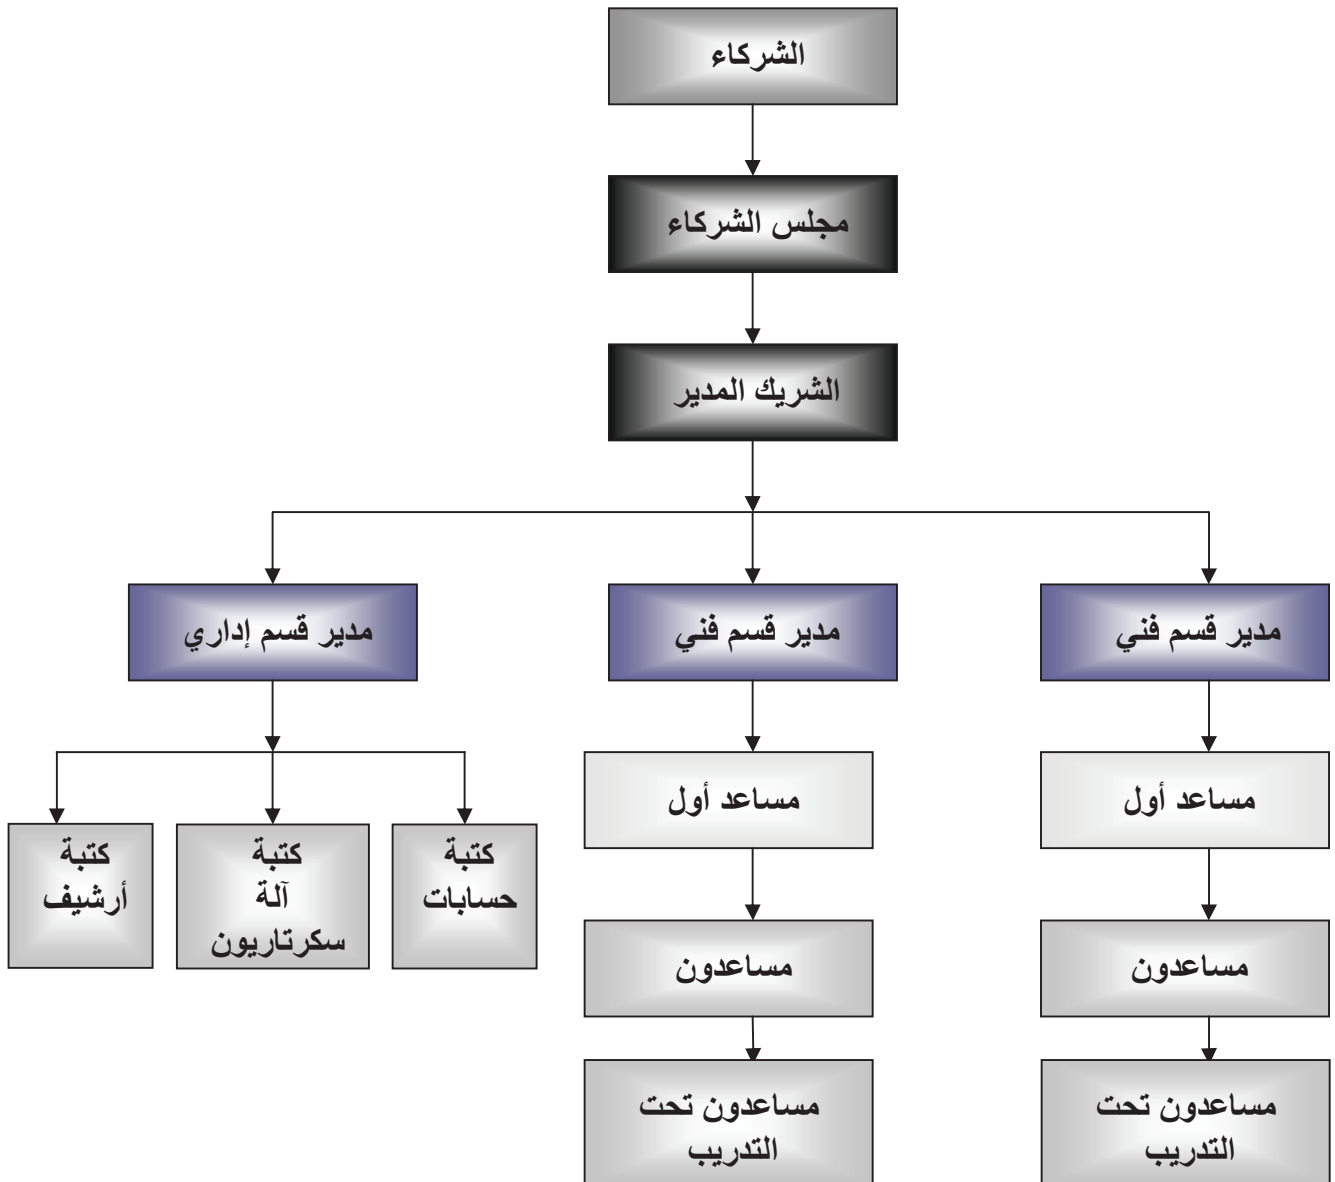 الشركاء
مجلس الشركاء
الشريك المدير
مدير قسم فني
مدير قسم فني
مدير قسم إداري
مساعد أول
مساعد أول
كتبة
حسابات
كتبة
آلة
سكرتاريون
كتبة
أرشيف
مساعدون
مساعدون
مساعدون تحت
التدريب
مساعدون تحت
التدريب